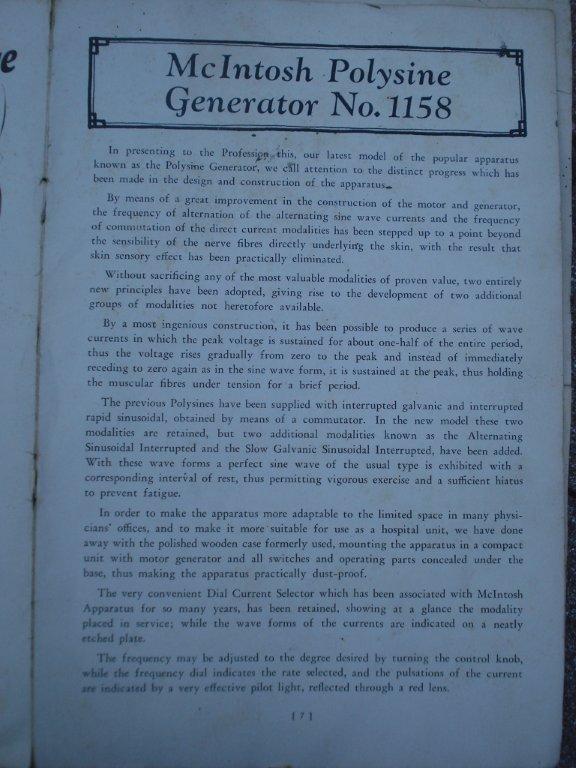 e
McIntosh Polysine
Generator No. 1158
In presenting to the Profession this, our latest model of the popular apparatus
known as the Polysine Generator, we call attention to the distinct progress which has
been made in the design and construction of the apparatus.
By means of a great improvement in the construction of the motor and generator,
the frequency of alternation of the alternating sine wave currents and the frequency
of commutation of the direct current modalities has been stepped up to a point beyond
the sensibility of the nerve fibres directly underlying the skin, with the result that
skin sensory effect has been practically eliminated.
Without sacrificing any of the most valuable modalities of proven value, two entirely
new principles have been adopted, giving rise to the development of two additional
groups of modalities not heretofore available.
By a most ingenious construction, it has been possible to produce a series of wave
currents in which the peak voltage is sustained for about one-half of the entire period,
thus the voltage rises gradually from zero to the peak and instead of immediately
receding to zero again as in the sine wave form, it is sustained at the peak, thus holding
the muscular fibres under tension for a brief period.
The previous Polysines have been supplied with interrupted galvanic and interrupted
rapid sinusoidal, obtained by means of a commutator. In the new model these two
modalities are retained, but two additional modalities known as the Alternating
Sinusoidal Interrupted and the Slow Galvanic Sinusoidal Interrupted, have been added.
With these wave forms a perfect sine wave of the usual type is exhibited with a
corresponding interval of rest, thus permitting vigorous exercise and a sufficient hiatus
to prevent fatigue.
In order to make the apparatus more adaptable to the limited space in many physi-
cians' offices, and to make it more suitable for use as a hospital unit, we have done
away with the polished wooden case formerly used, mounting the apparatus in a compact
unit with motor generator and all switches and operating parts concealed under the
base, thus making the apparatus practically dust-proof.
The very convenient Dial Current Selector which has been associated with McIntosh
Apparatus for so many years, has been retained, showing at a glance the modality
placed in service; while the wave forms of the currents are indicated on a neatly
etched plate.
The frequency may be adjusted to the degree desired by turning the control knob,
while the frequency dial indicates the rate selected, and the pulsations of the current
are indicated by a very effective pilot light, reflected through a red lens.
[ 7 ]